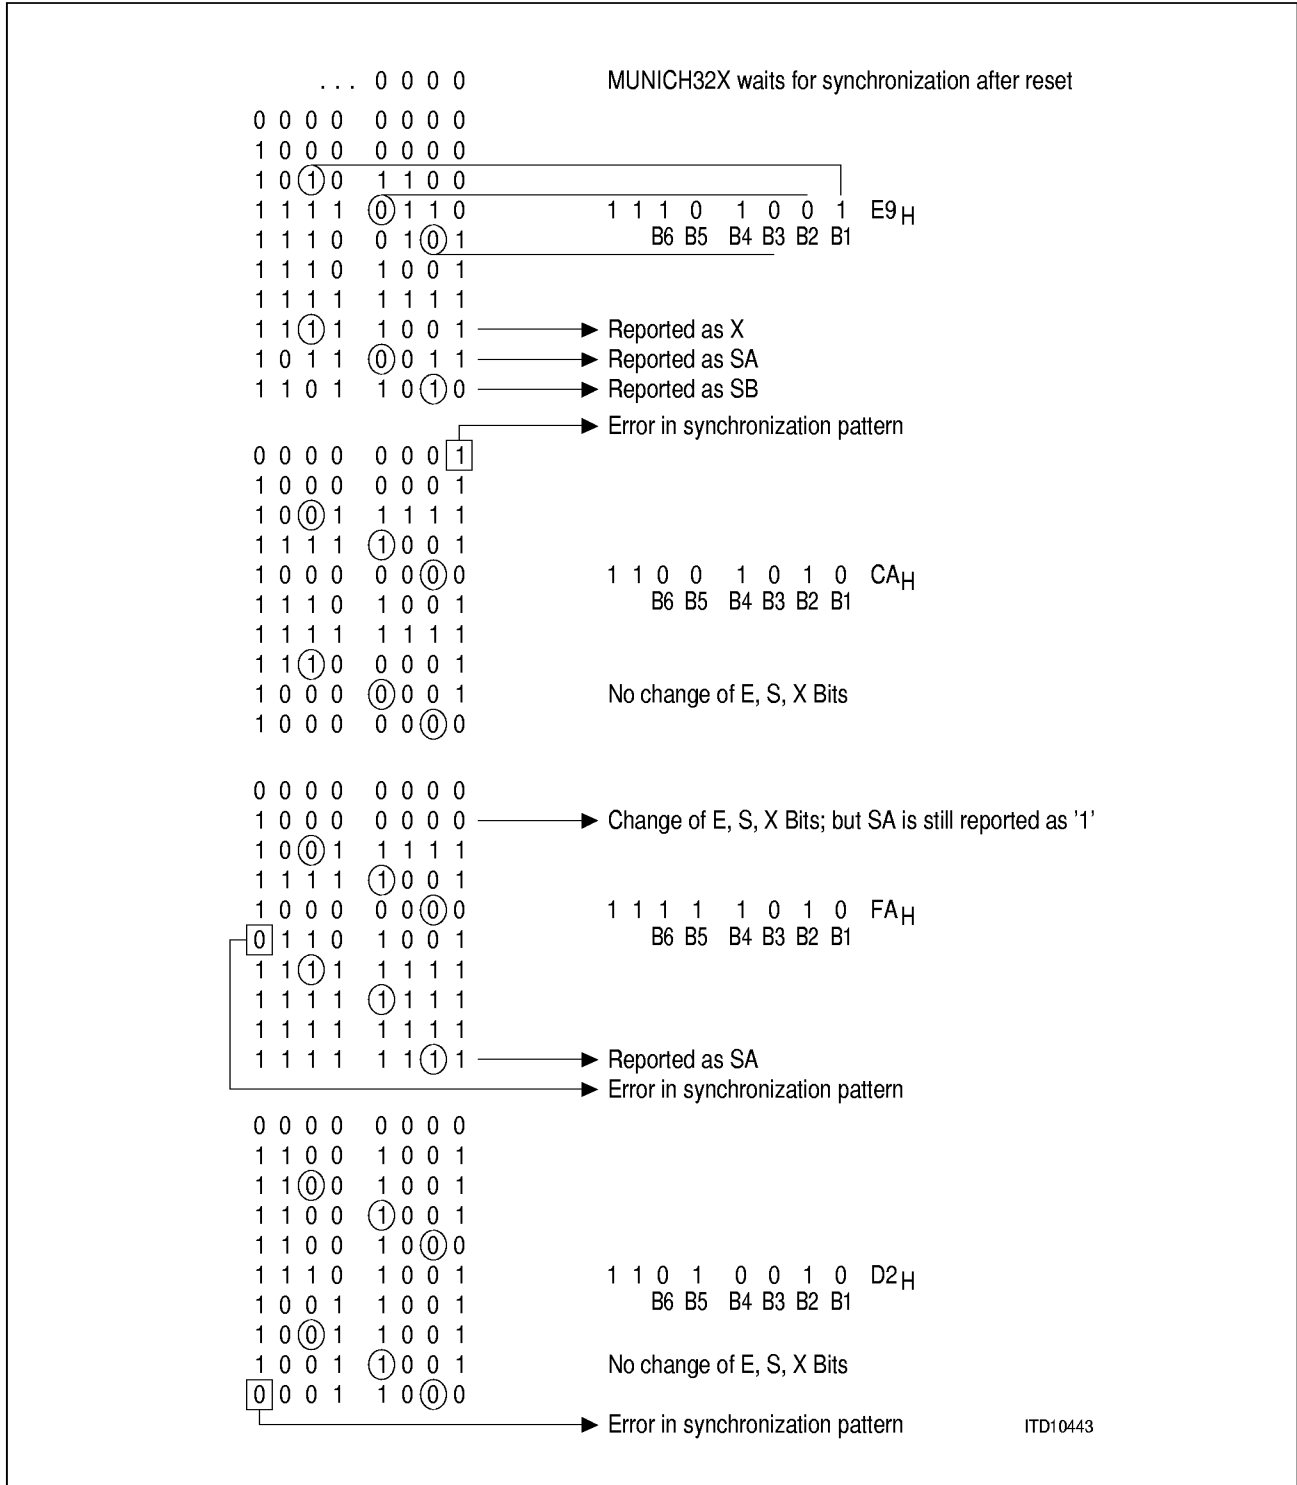 ... 0 0 0 0 MUNICH32X waits for synchronization after reset
0 0 0 0 0 0 0 0
1 0 0 0 0 0 0 0
1 0 1 0 1 1 0 0
1 1 1 1 0 1 1 0 1 1 1 0 1 0 0 1 E9H
1 1 1 0 0 1 0 1 B6 B5 B4 B3 B2 B1
1 1 1 0 1 0 0 1
1 1 1 1 1 1 1 1
1 1 1 1 1 0 0 1 Reported as X
1 0 1 1 0 0 1 1 Reported as SA
1 1 0 1 1 0 1 0 Reported as SB
Error in synchronization pattern
0 0 0 0 0 0 0 1
1 0 0 0 0 0 0 1
1 0 0 1 1 1 1 1
1 1 1 1 1 0 0 1
1 0 0 0 0 0 0 0 1 1 0 0 1 0 1 0 CAH
1 1 1 0 1 0 0 1 B6 B5 B4 B3 B2 B1
1 1 1 1 1 1 1 1
1 1 1 0 0 0 0 1
1 0 0 0 0 0 0 1 No change of E, S, X Bits
1 0 0 0 0 0 0 0
0 0 0 0 0 0 0 0
1 0 0 0 0 0 0 0 Change of E, S, X Bits; but SA is still reported as '1'
1 0 0 1 1 1 1 1
1 1 1 1 1 0 0 1
1 0 0 0 0 0 0 0 1 1 1 1 1 0 1 0 FAH
0 1 1 0 1 0 0 1 B6 B5 B4 B3 B2 B1
1 1 1 1 1 1 1 1
1 1 1 1 1 1 1 1
1 1 1 1 1 1 1 1
1 1 1 1 1 1 1 1 Reported as SA
Error in synchronization pattern
0 0 0 0 0 0 0 0
1 1 0 0 1 0 0 1
1 1 0 0 1 0 0 1
1 1 0 0 1 0 0 1
1 1 0 0 1 0 0 0
1 1 1 0 1 0 0 1 1 1 0 1 0 0 1 0 D2H
1 0 0 1 1 0 0 1 B6 B5 B4 B3 B2 B1
1 0 0 1 1 0 0 1
1 0 0 1 1 0 0 1 No change of E, S, X Bits
0 0 0 1 1 0 0 0
Error in synchronization pattern ITD10443